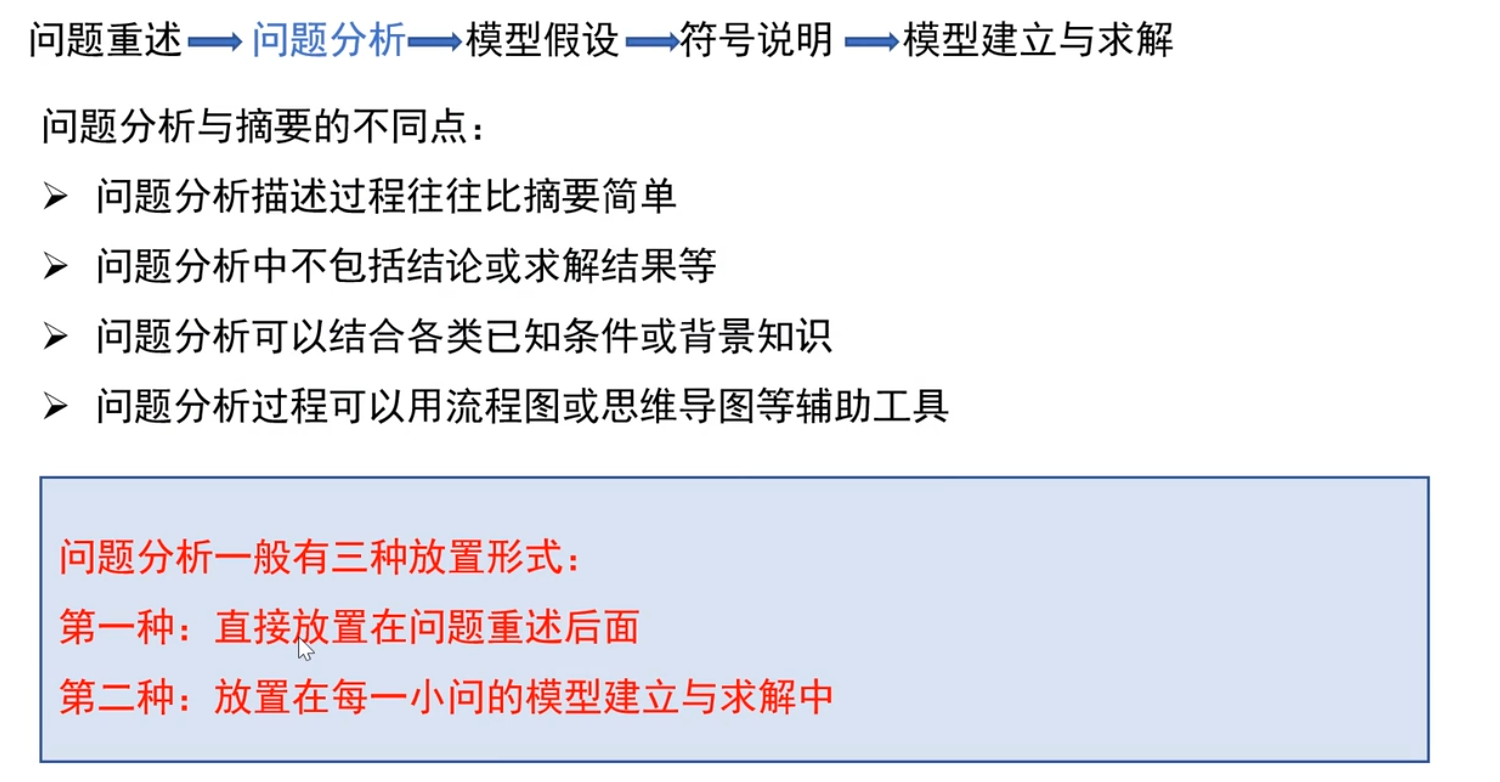 问题重述 问题分析 模型假设 符号说明 模型建立与求解
问题分析与摘要的不同点：
问题分析描述过程往往比摘要简单
问题分析中不包括结论或求解结果等
问题分析可以结合各类已知条件或背景知识
问题分析过程可以用流程图或思维导图等辅助工具
问题分析一般有三种放置形式：
第一种：直接放置在问题重述后面
第二种：放置在每一小问的模型建立与求解中